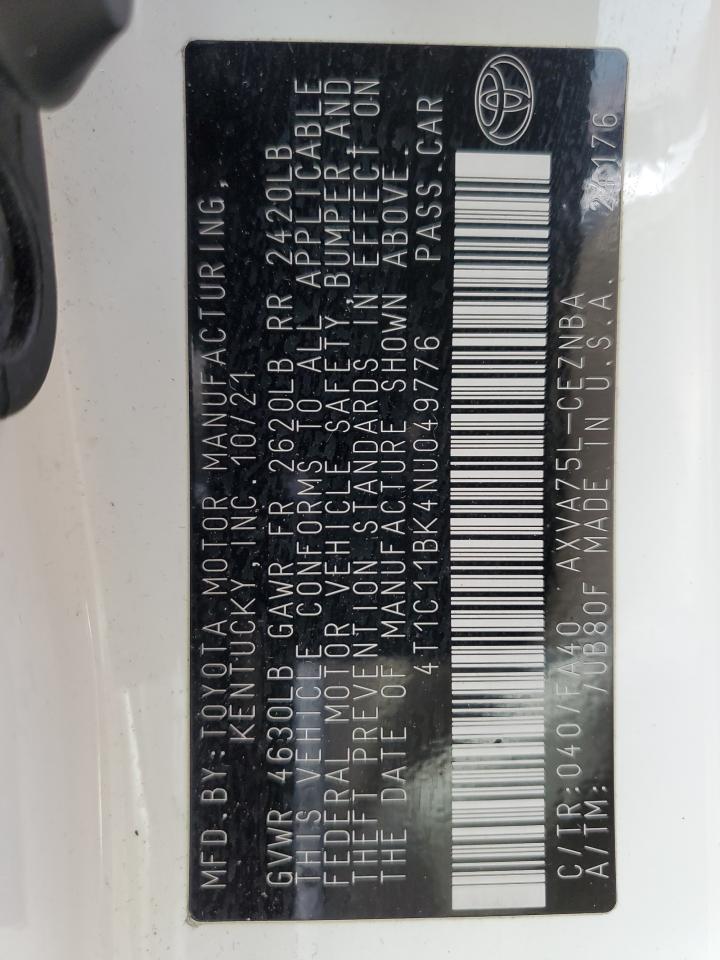 MFD.BY:TOYOTA MOTOR MANUFACTURING,
KENTUCKY, INC.10/21
GVWR 4630LB GAWR FR 2620LB RR 2420LB
THIS VEHICLE CONFORMS TO ALL APPLICABLE
FEDERAL MOTOR VEHICLE SAFETY,BUMPER,AND
THEFT PREVENTION STANDARDS IN EFFECT ON
THE DATE OF MANUFACTURE SHOWN ABOVE.
4T1C11BK4NU049776 PASS.CAR
C/TR:040/FA40 AXVA75L-CEZNBA
A/TM: /UB80F MADE IN U.S.A.